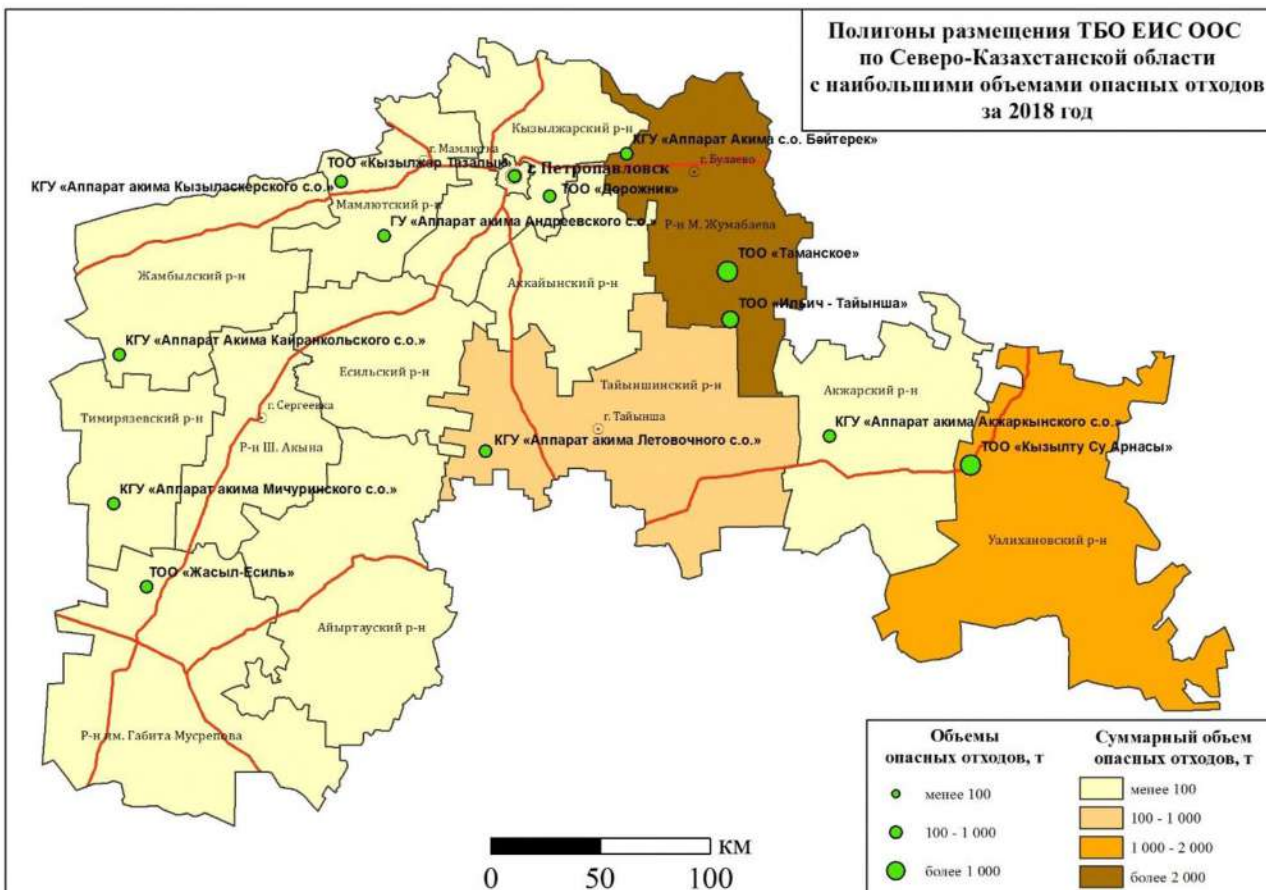 Полигоны размещения ТБО ЕИС ООС
по Северо-Казахстанской области
с наибольшими объемами опасных отходов
за 2018 год
Кызылжарский р-н
КГУ «Аппарат Акима с.о. Бәйтерек»
г. Мамлютка
г. Булаево
ТОО «Кызылжар Тазалык»
г. Петропавловск
КГУ «Аппарат акима Кызыласкерского с.о.»
ТОО «Дорожник»
Мамлютский р-н
ГУ «Аппарат акима Андреевского с.о.»
Р-н М. Жумабаева
ТОО «Таманское»
Жамбылский р-н
Аккайынский р-н
ТОО «Ильич - Тайынша»
КГУ «Аппарат Акима Кайранкольского с.о.»
Есильский р-н
Тайыншинский р-н
Акжарский р-н
г. Сергеевка
Тимирязевский р-н
г. Тайынша
КГУ «Аппарат акима Акжаркынского с.о.»
Р-н Ш. Акына
КГУ «Аппарат акима Летовочного с.о.»
ТОО «Кызылту Су Арнасы»
КГУ «Аппарат акима Мичуринского с.о.»
Уалихановский р-н
ТОО «Жасыл-Есиль»
Айыртауский р-н
Р-н им. Габита Мусрепова
Объемы
опасных отходов, т
менее 100
100 - 1 000
более 1 000
Суммарный объем
опасных отходов, т
менее 100
100 - 1 000
1 000 - 2 000
более 2 000
км
0 50 100